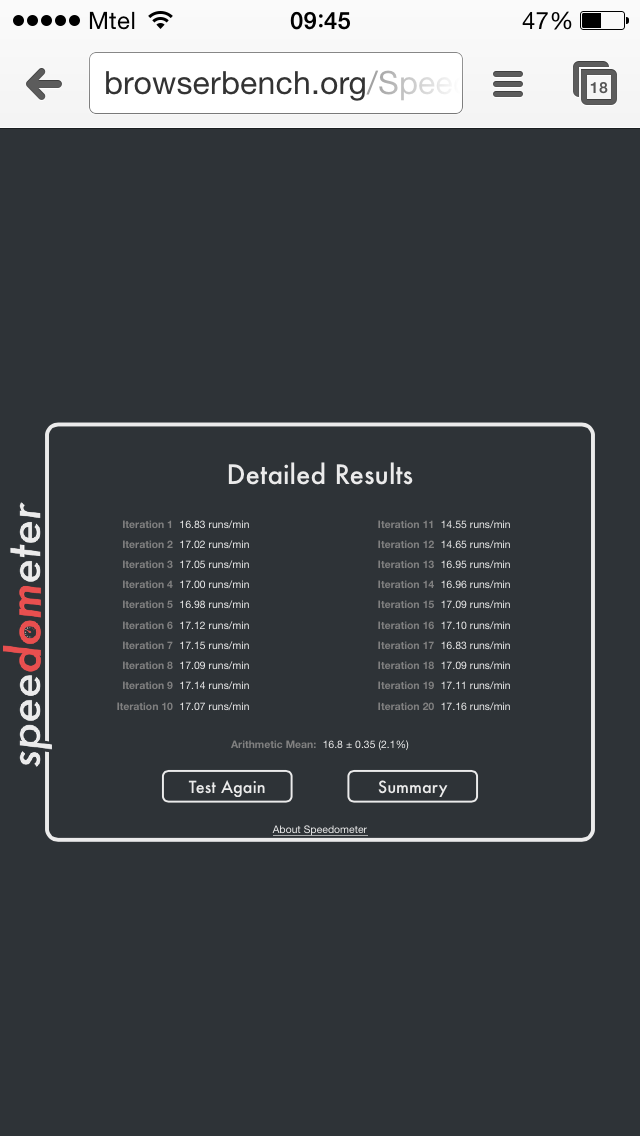 Mtel 09:45 47%
browserbench.org/Spee
18
speedometer
Detailed Results
Iteration 1 16.83 runs/min
Iteration 2 17.02 runs/min
Iteration 3 17.05 runs/min
Iteration 4 17.00 runs/min
Iteration 5 16.98 runs/min
Iteration 6 17.12 runs/min
Iteration 7 17.15 runs/min
Iteration 8 17.09 runs/min
Iteration 9 17.14 runs/min
Iteration 10 17.07 runs/min
Iteration 11 14.55 runs/min
Iteration 12 14.65 runs/min
Iteration 13 16.95 runs/min
Iteration 14 16.96 runs/min
Iteration 15 17.09 runs/min
Iteration 16 17.10 runs/min
Iteration 17 16.83 runs/min
Iteration 18 17.09 runs/min
Iteration 19 17.11 runs/min
Iteration 20 17.16 runs/min
Arithmetic Mean: 16.8 ± 0.35 (2.1%)
Test Again Summary
About Speedometer